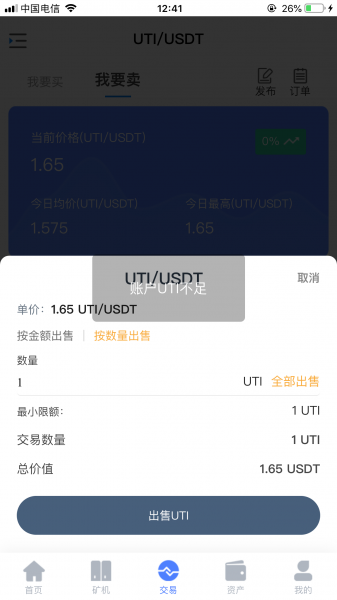 中国电信 12:41 26%
UTI/USDT
我要买 我要卖 发布 订单
当前价格(UTI/USDT) 0%
1.65
今日均价(UTI/USDT) 今日最高(UTI/USDT)
1.575 1.65
UTI/USDT 取消
账户UTI不足
单价: 1.65 UTI/USDT
按金额出售 | 按数量出售
数量
1 UTI 全部出售
最小限额: 1 UTI
交易数量 1 UTI
总价值 1.65 USDT
出售UTI
首页 矿机 交易 资产 我的